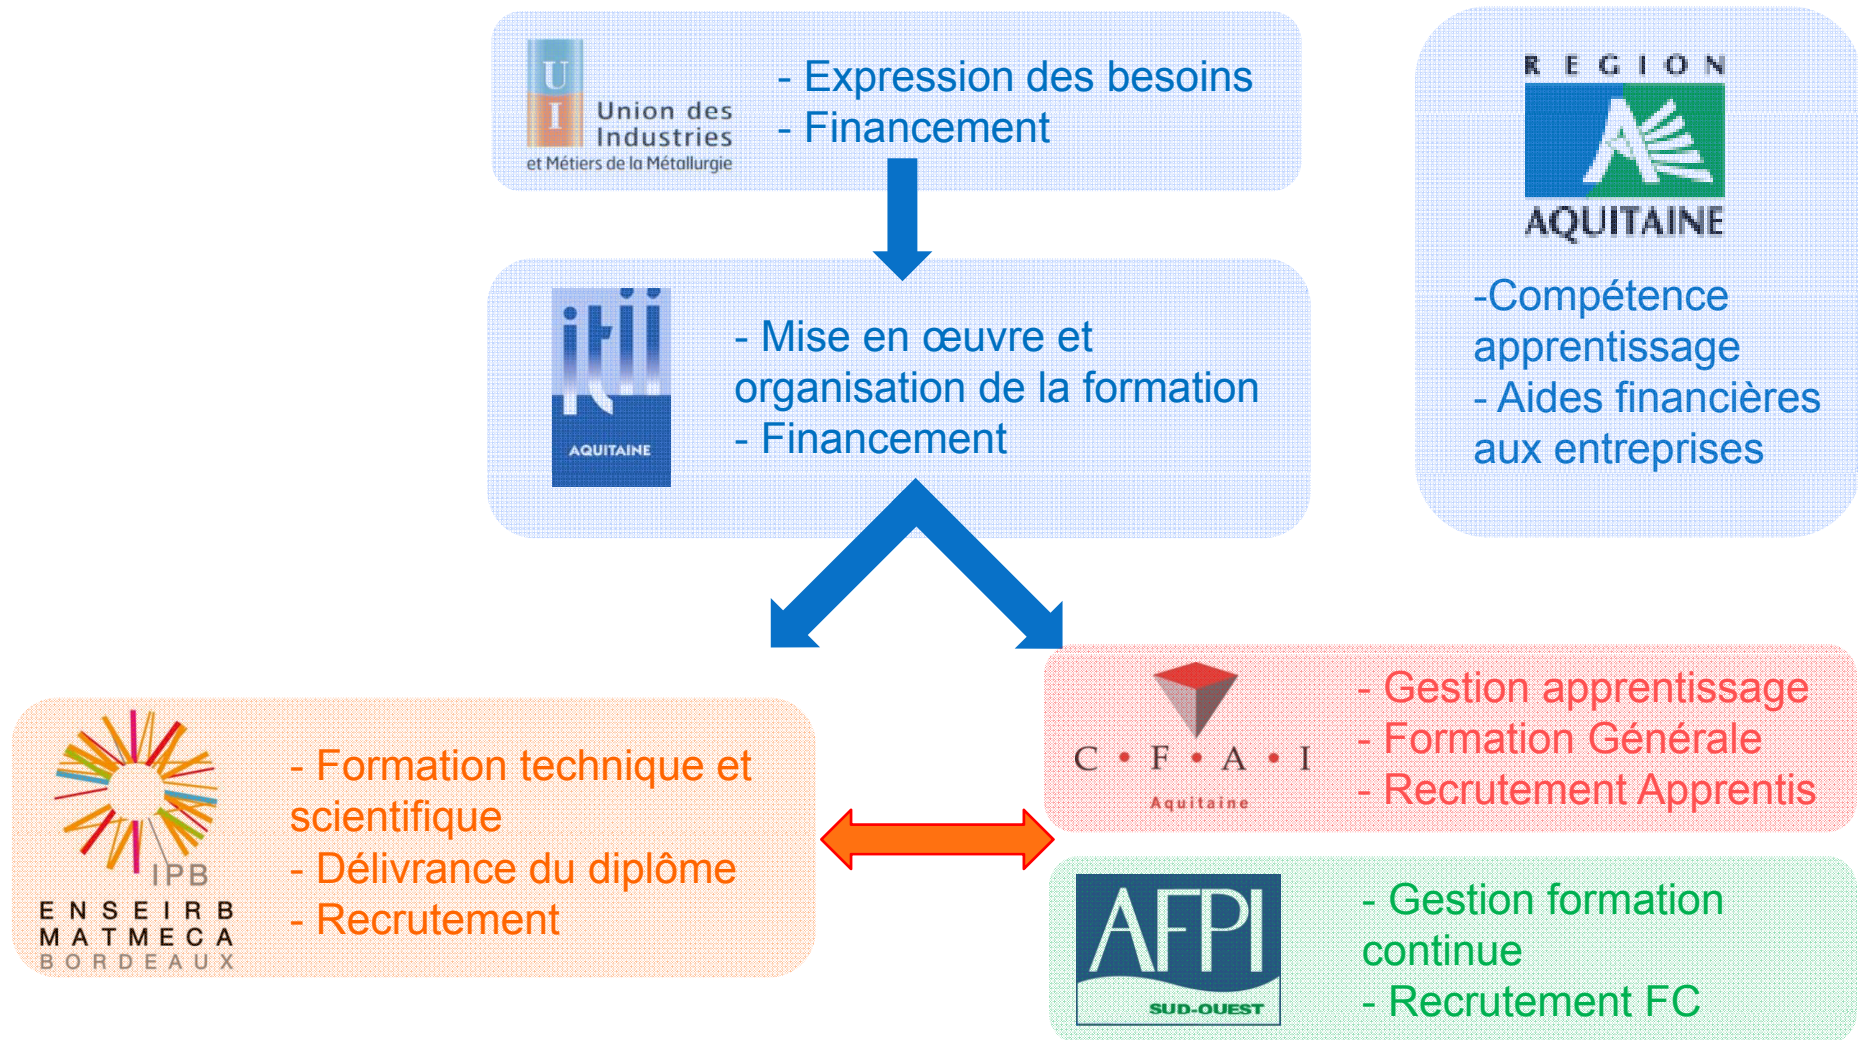 U
I
Union des
Industries
et Métiers de la Métallurgie
- Expression des besoins
- Financement
REGION
AQUITAINE
-Compétence
apprentissage
- Aides financières
aux entreprises
itii
AQUITAINE
- Mise en œuvre et
organisation de la formation
- Financement
IPB
ENSEIRB
MATMECA
BORDEAUX
- Formation technique et
scientifique
- Délivrance du diplôme
- Recrutement
C • F • A • I
Aquitaine
- Gestion apprentissage
- Formation Générale
- Recrutement Apprentis
AFPI
SUD-OUEST
- Gestion formation
continue
- Recrutement FC